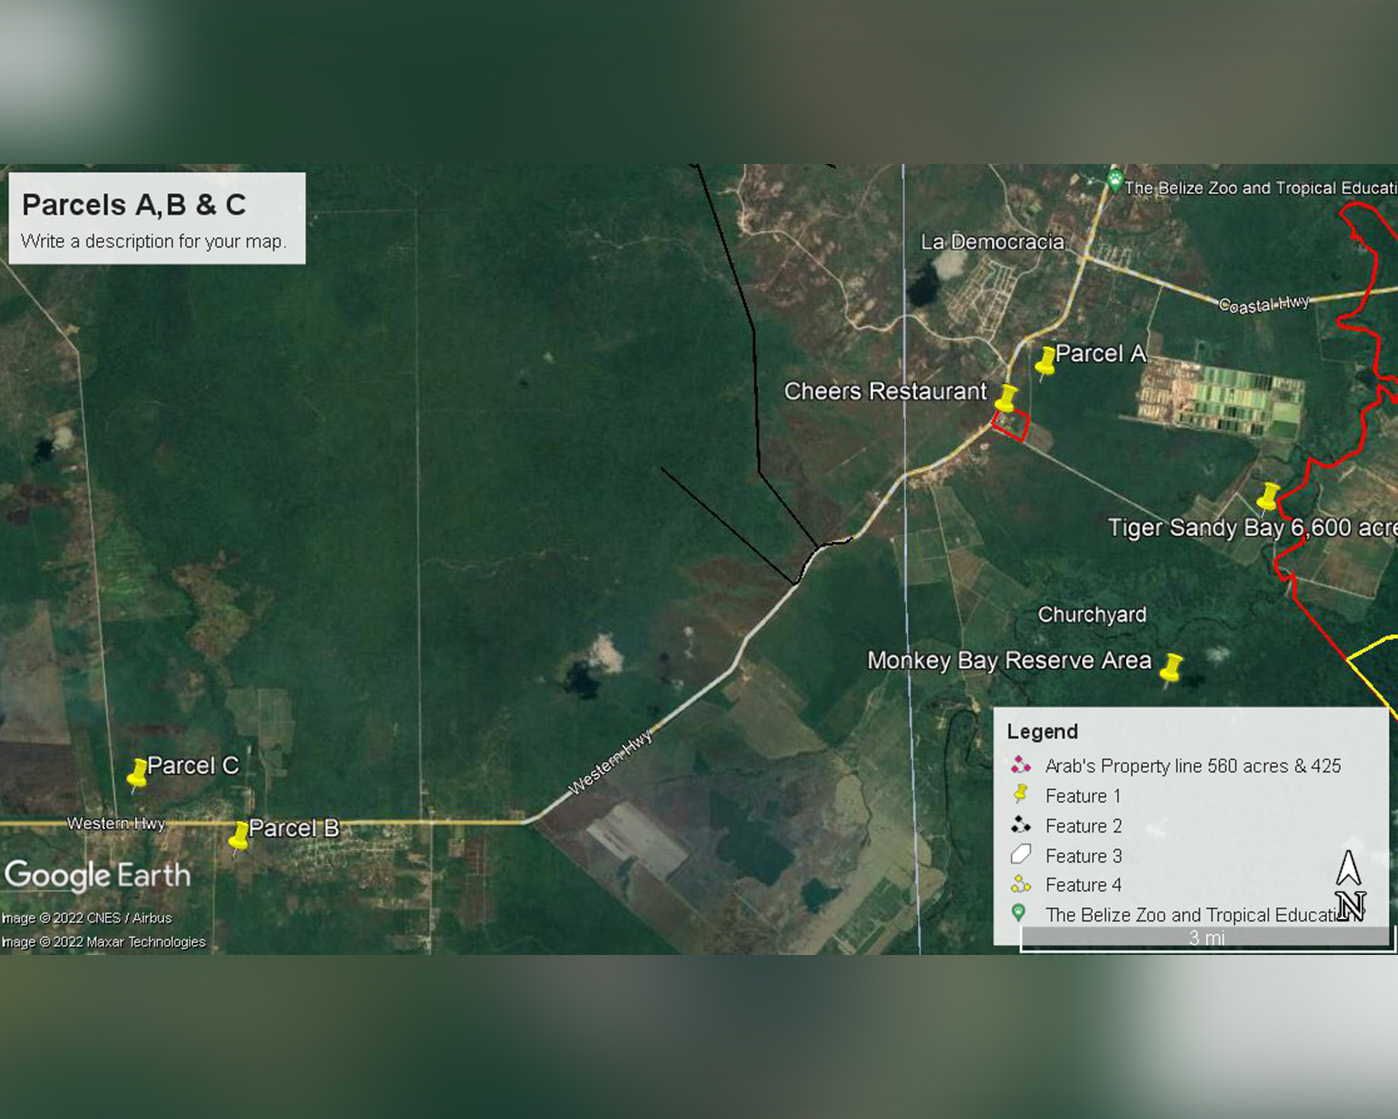 Parcels A,B & C
Write a description for your map.
The Belize Zoo and Tropical Educati
La Democracia
Coastal Hwy
Parcel A
Cheers Restaurant
Tiger Sandy Bay 6,600 acre
Churchyard
Monkey Bay Reserve Area
Western Hwy
Parcel C
Western Hwy
Parcel B
Google Earth
Image © 2022 CNES / Airbus
Image © 2022 Maxar Technologies
Legend
Arab's Property line 560 acres & 425
Feature 1
Feature 2
Feature 3
Feature 4
The Belize Zoo and Tropical Educati
N
3 mi